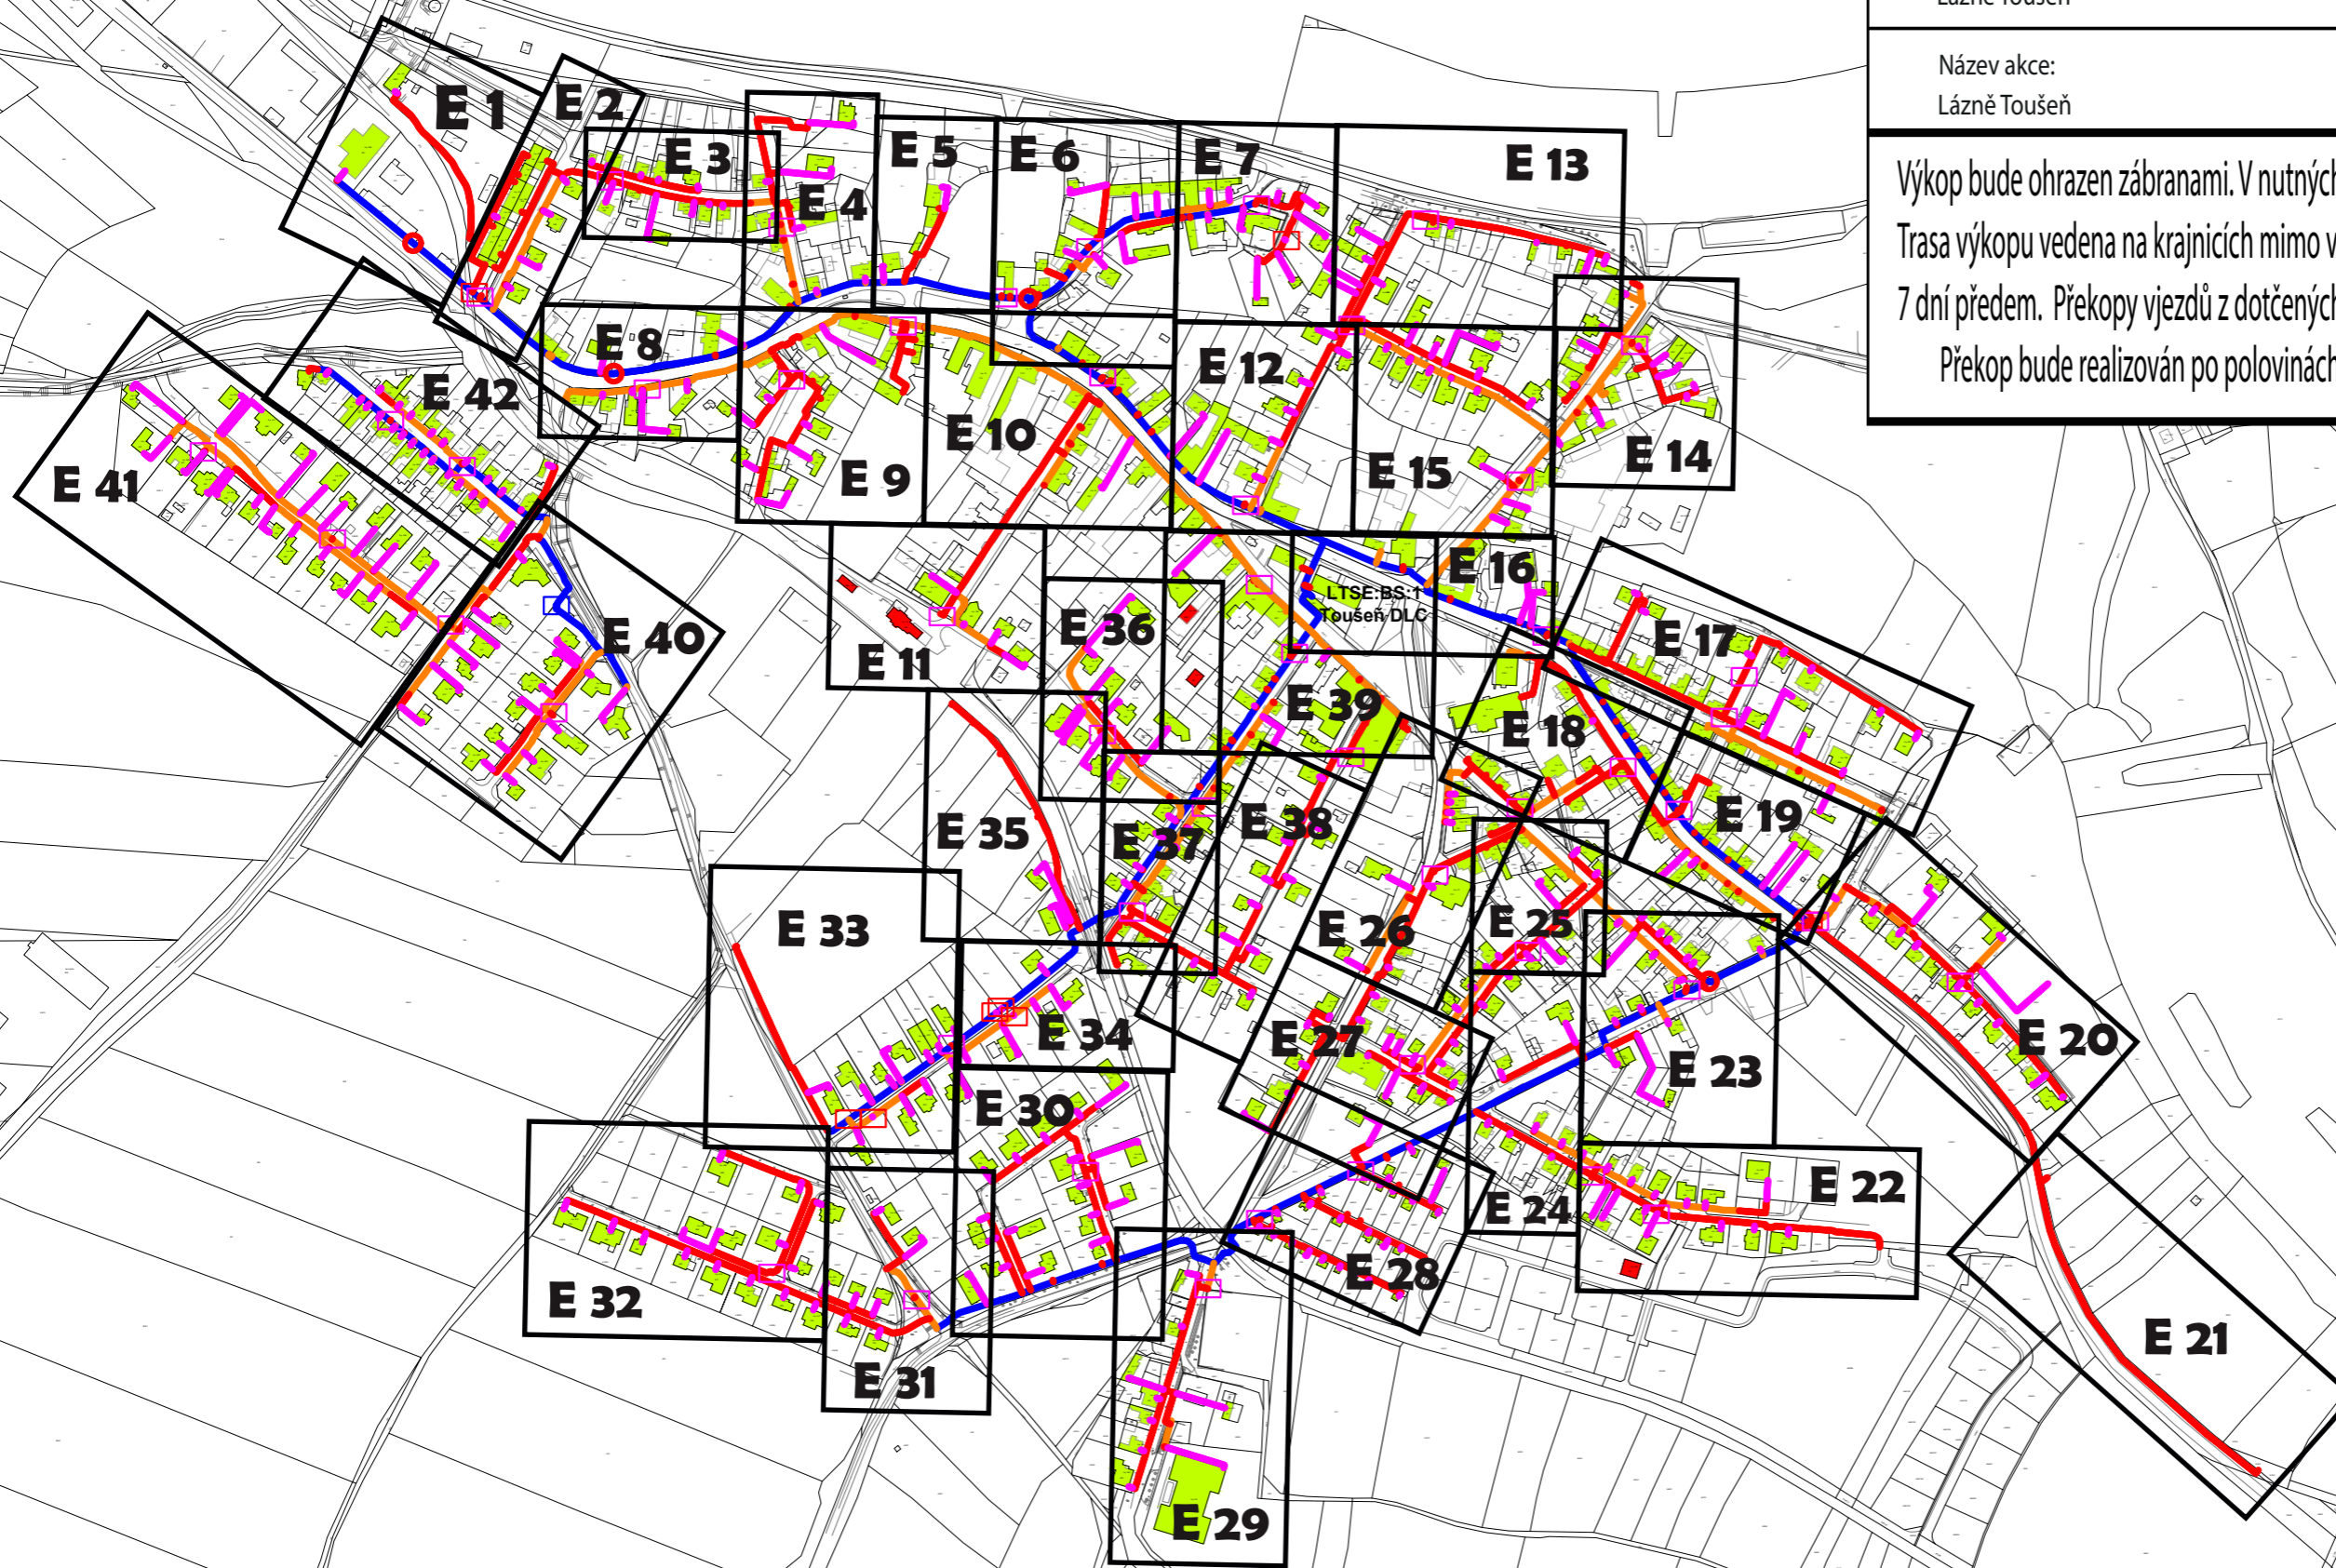 Název akce:
Lázně Toušeň
Výkop bude ohrazen zábranami. V nutných
Trasa výkopu vedena na krajnicích mimo
7 dní předem. Překopy vjezdů z dotčených
Překop bude realizován po polovinách
E 1
E 2
E 3
E 4
E 5
E 6
E 7
E 13
E 8
E 42
E 41
E 9
E 10
E 12
E 15
E 14
E 16
LTSE:BS:1
Toušeň DLC
E 40
E 11
E 36
E 17
E 39
E 18
E 35
E 37
E 38
E 19
E 33
E 26
E 25
E 34
E 27
E 20
E 23
E 30
E 22
E 24
E 32
E 28
E 31
E 21
E 29